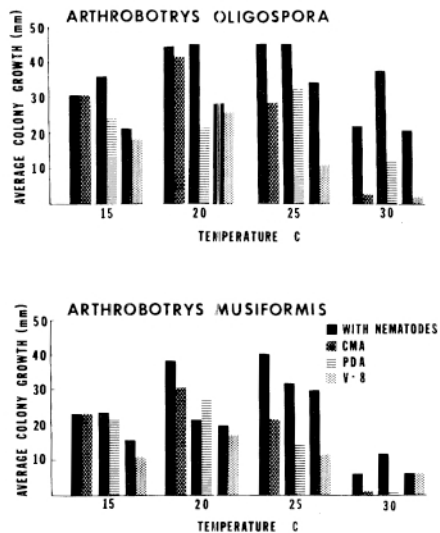 ARTHROBOTRYS OLIGOSPORA
AVERAGE COLONY GROWTH (mm)
50
40
30
20
10
15
20
25
30
TEMPERATURE C
ARTHROBOTRYS MUSIFORMIS
AVERAGE COLONY GROWTH (mm)
50
40
30
20
10
WITH NEMATODES
CMA
PDA
V-8
15
20
25
30
TEMPERATURE C